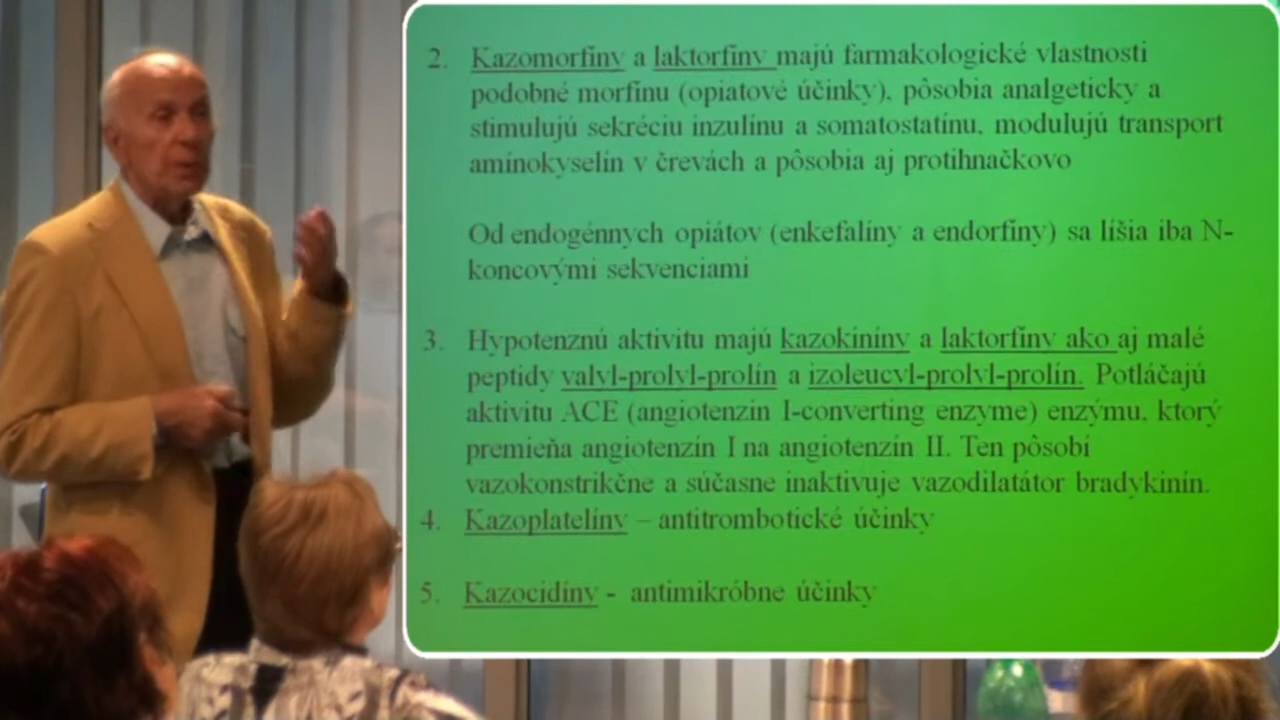 2. Kazomorfíny a laktorfíny majú farmakologické vlastnosti
podobné morfínu (opiatové účinky), pôsobia analgeticky a
stimulujú sekréciu inzulínu a somatostatínu, modulujú transport
aminokyselín v črevách a pôsobia aj protihnačkovo
Od endogénnych opiátov (enkefalíny a endorfíny) sa líšia iba N-
koncovými sekvenciami
3. Hypotenznú aktivitu majú kazokiníny a laktorfíny ako aj malé
peptidy valyl-prolyl-prolín a izoleucyl-prolyl-prolín. Potláčajú
aktivitu ACE (angiotenzín I-converting enzyme) enzýmu, ktorý
premieňa angiotenzín I na angiotenzín II. Ten pôsobí
vazokonstrikčne a súčasne inaktivuje vazodilatátor bradykinín.
4. Kazoplatelíny – antitrombotické účinky
5. Kazocidíny - antimikróbne účinky